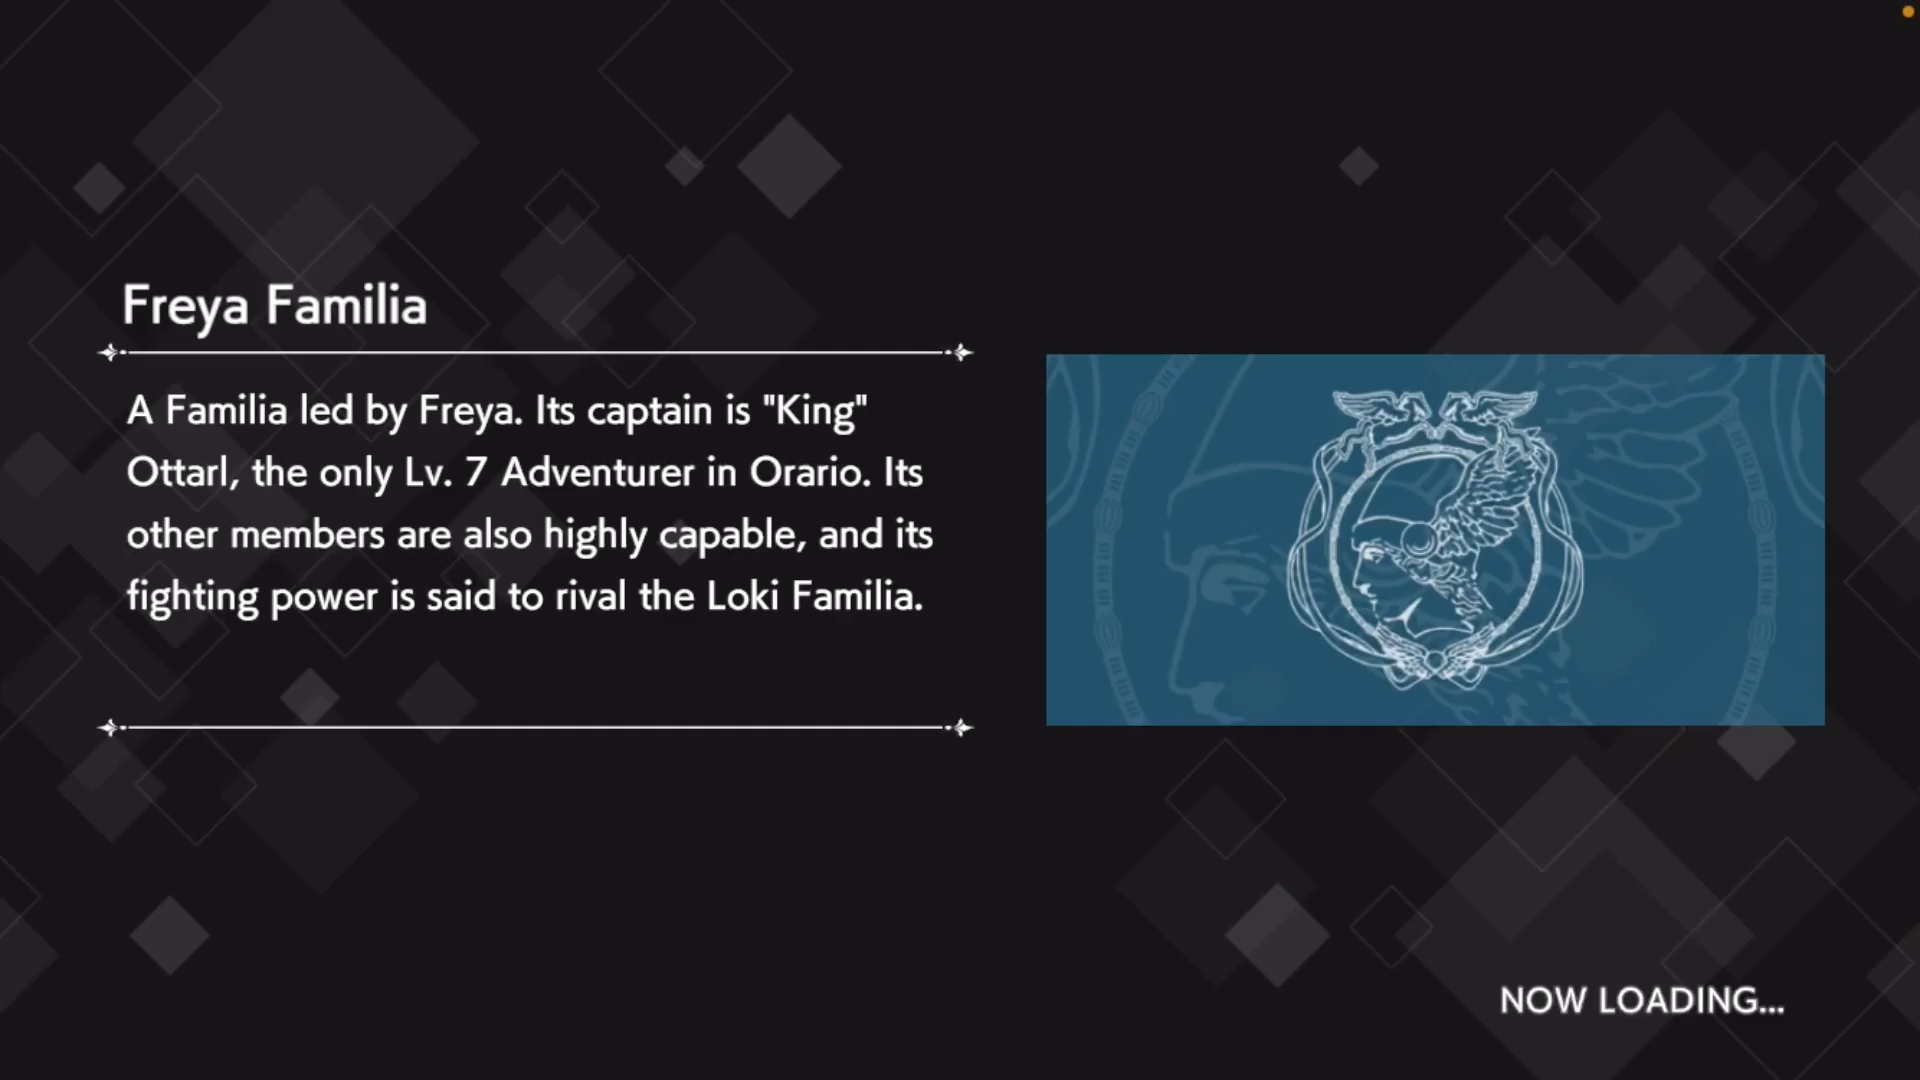 Freya Familia
A Familia led by Freya. Its captain is "King"
Ottarl, the only Lv. 7 Adventurer in Orario. Its
other members are also highly capable, and its
fighting power is said to rival the Loki Familia.
NOW LOADING...